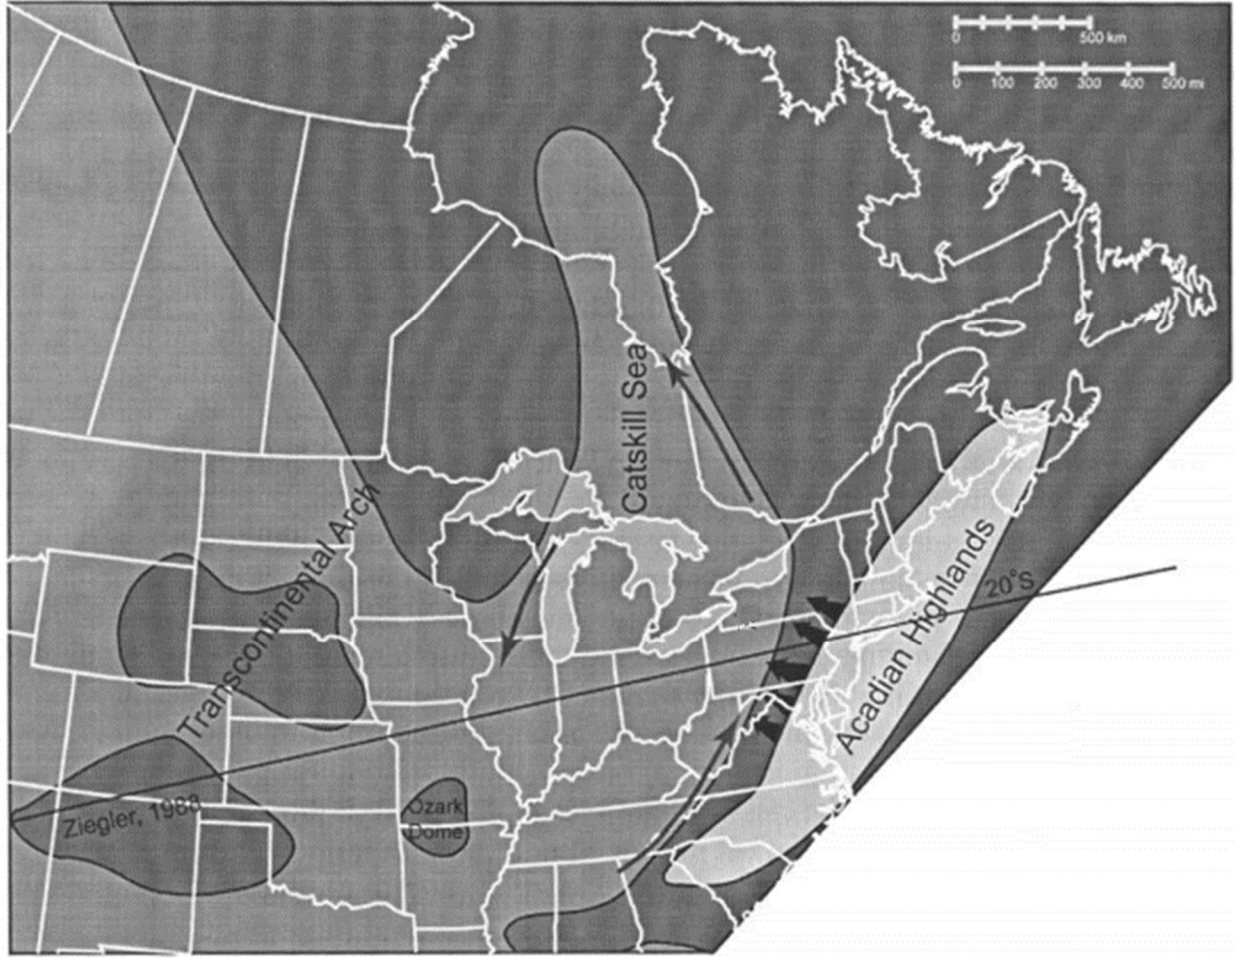 0 500 km
0 100 200 300 400 500 mi
Catskill Sea
Transcontinental Arch
Acadian Highlands
20°S
Ziegler, 1988
Ozark
Dome